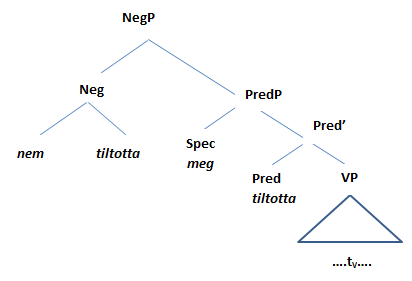 NegP
Neg
PredP
nem
tiltotta
Spec
meg
Pred'
Pred
tiltotta
VP
....tv....